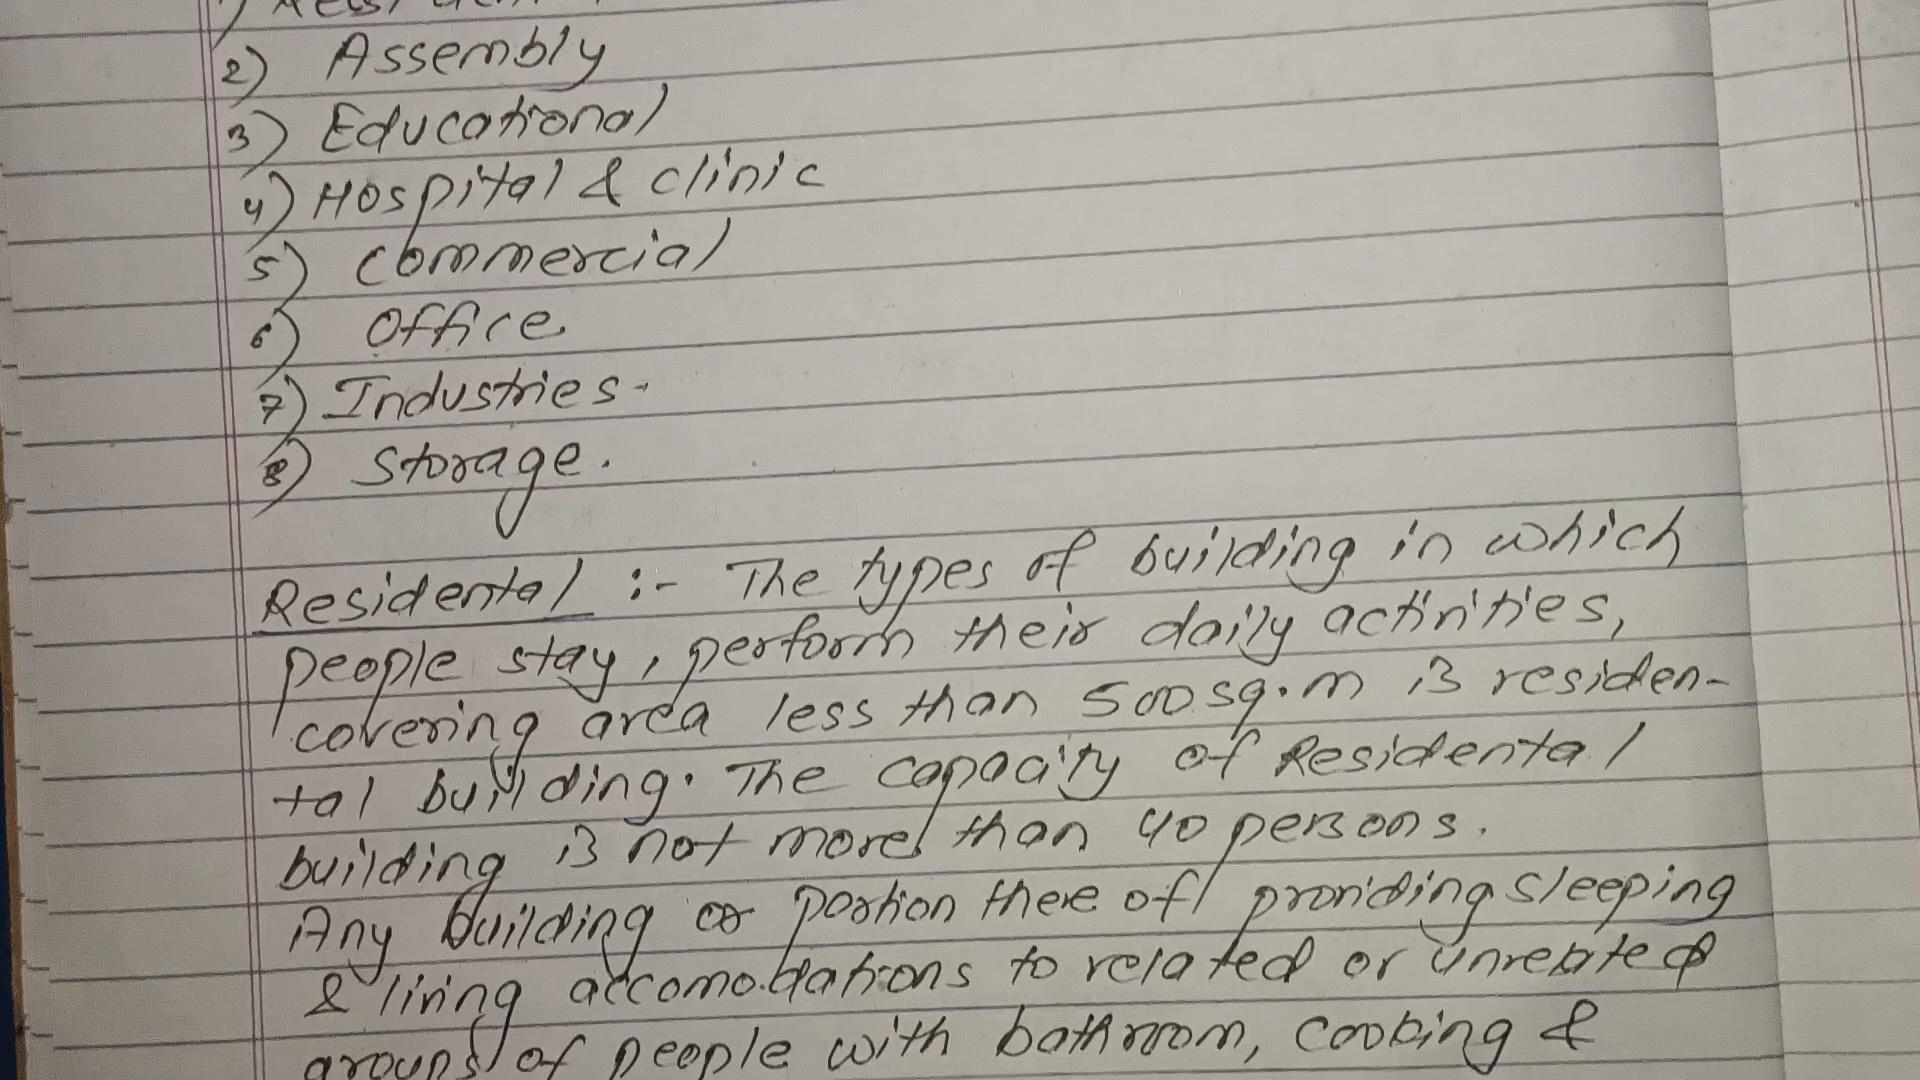 2) Assembly
3) Educational
4) Hospital & clinic
5) Commercial
6) Office.
7) Industries-
8) Storage.
Residental :- The types of building in which
people stay, perform their daily activities,
covering area less than 500 sq.m is residen-
tal building. The capacity of Residental
building is not more than 40 persons.
Any building or portion there of providing sleeping
& living accomodations to related or unrelated
groups of people with bathroom, cooking &